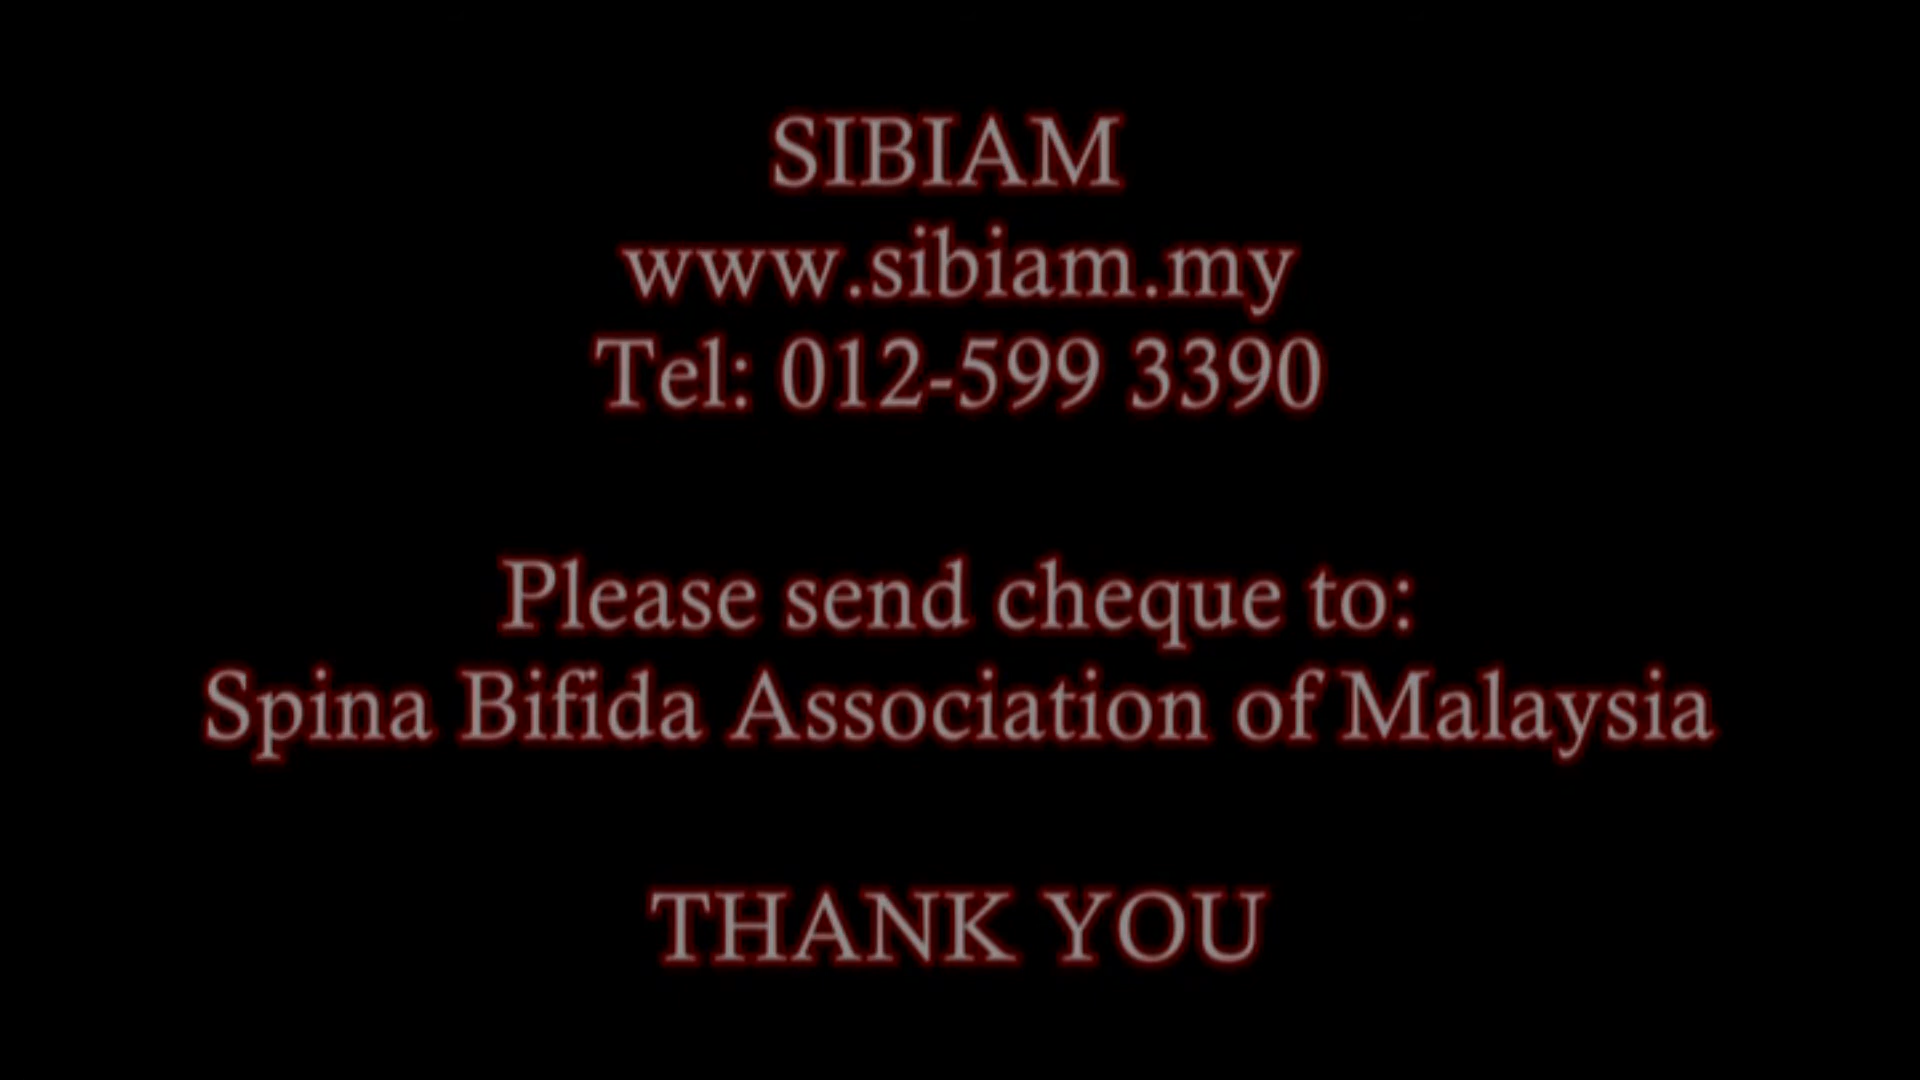 SIBIAM
www.sibiam.my
Tel: 012-599 3390
Please send cheque to:
Spina Bifida Association of Malaysia
THANK YOU